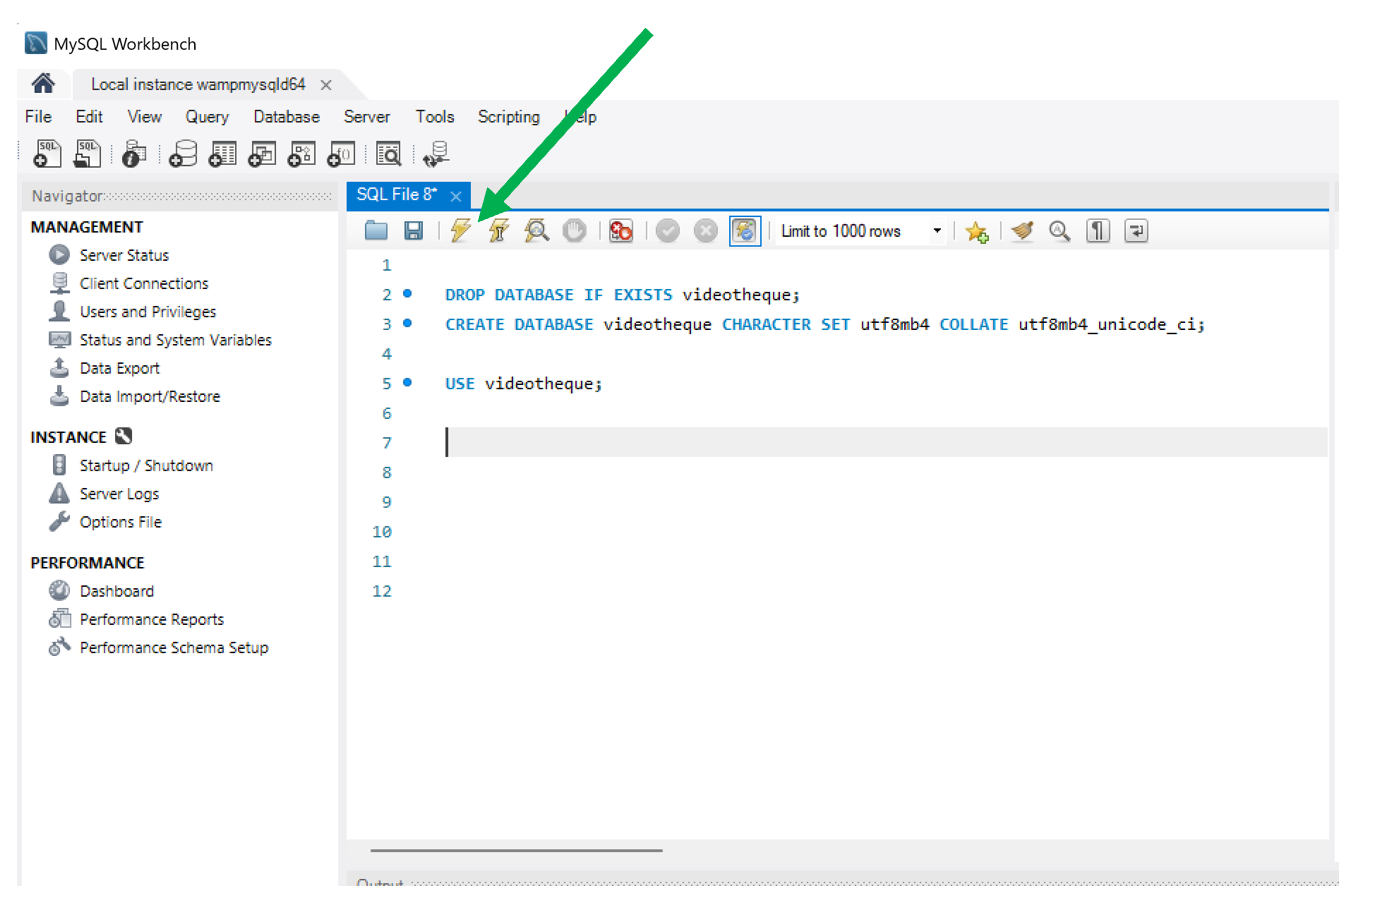 MySQL Workbench
Local instance wampmysqld64
File Edit View Query Database Server Tools Scripting Help
SQL SQL
Navigator
SQL File 8*
MANAGEMENT
Server Status
Client Connections
Users and Privileges
Status and System Variables
Data Export
Data Import/Restore
INSTANCE
Startup / Shutdown
Server Logs
Options File
PERFORMANCE
Dashboard
Performance Reports
Performance Schema Setup
Limit to 1000 rows
1
2 DROP DATABASE IF EXISTS videotheque;
3 CREATE DATABASE videotheque CHARACTER SET utf8mb4 COLLATE utf8mb4_unicode_ci;
4
5 USE videotheque;
6
7
8
9
10
11
12
Output